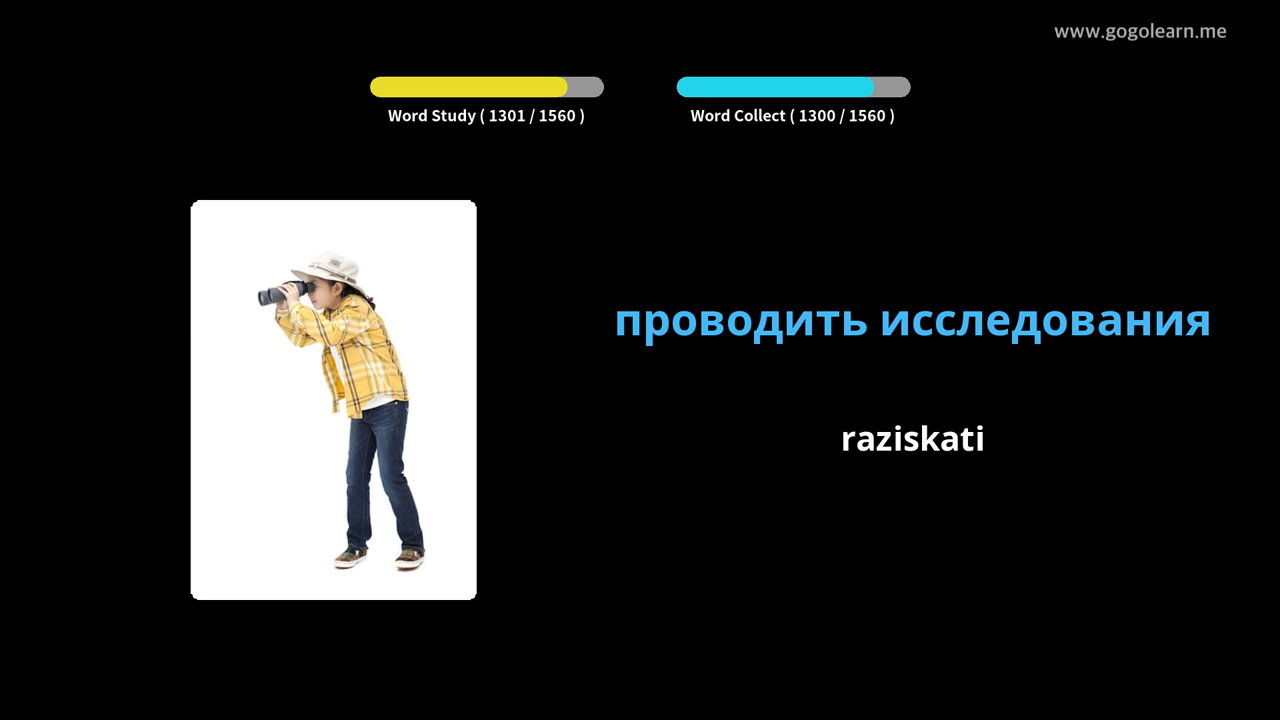 www.gogolearn.me
Word Study ( 1301 / 1560 )
Word Collect ( 1300 / 1560 )
проводить исследования
raziskati